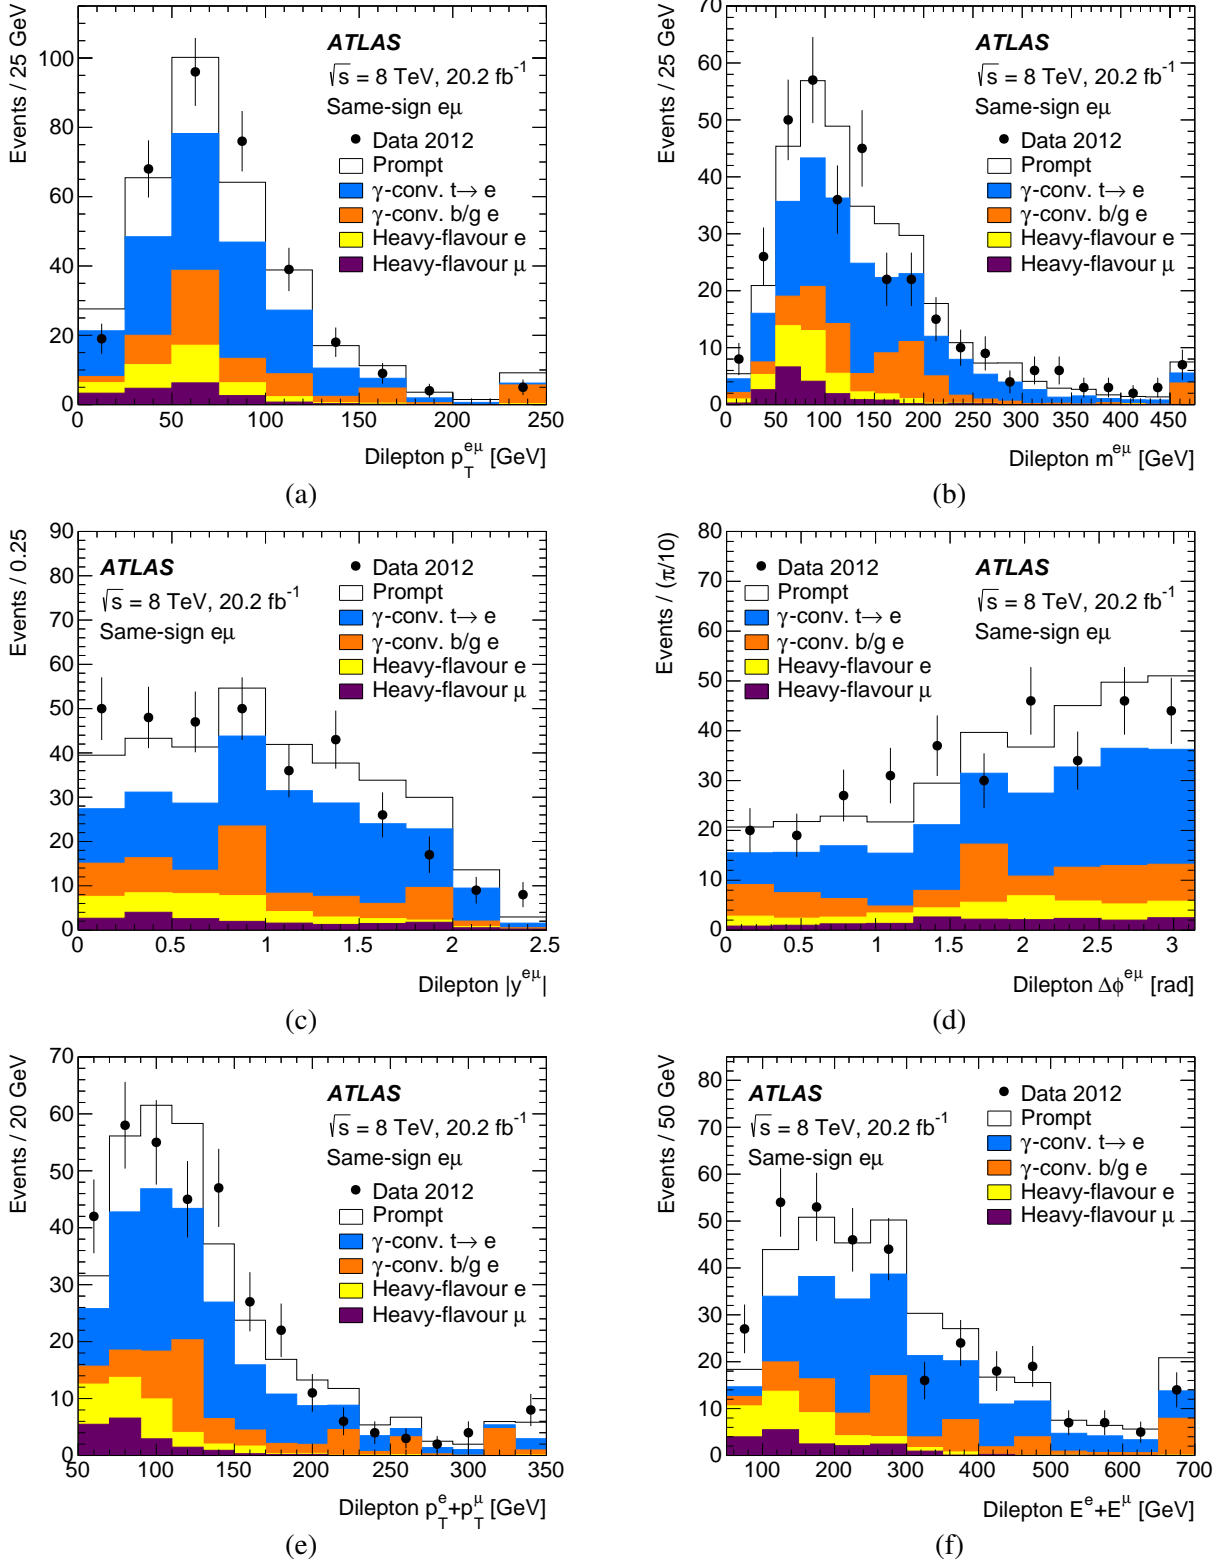 Events / 25 GeV
100
80
60
40
20
0
ATLAS
√s = 8 TeV, 20.2 fb-1
Same-sign eμ
Data 2012
Prompt
γ-conv. t→ e
γ-conv. b/g e
Heavy-flavour e
Heavy-flavour μ
0 50 100 150 200 250
Dilepton p_T^eμ [GeV]
(a)
Events / 25 GeV
70
60
50
40
30
20
10
0
ATLAS
√s = 8 TeV, 20.2 fb-1
Same-sign eμ
Data 2012
Prompt
γ-conv. t→ e
γ-conv. b/g e
Heavy-flavour e
Heavy-flavour μ
0 50 100 150 200 250 300 350 400 450
Dilepton m^eμ [GeV]
(b)
Events / 0.25
90
80
70
60
50
40
30
20
10
0
ATLAS
√s = 8 TeV, 20.2 fb-1
Same-sign eμ
Data 2012
Prompt
γ-conv. t→ e
γ-conv. b/g e
Heavy-flavour e
Heavy-flavour μ
0 0.5 1 1.5 2 2.5
Dilepton |y^eμ|
(c)
Events / (π/10)
80
70
60
50
40
30
20
10
0
Data 2012
Prompt
γ-conv. t→ e
γ-conv. b/g e
Heavy-flavour e
Heavy-flavour μ
ATLAS
√s = 8 TeV, 20.2 fb-1
Same-sign eμ
0 0.5 1 1.5 2 2.5 3
Dilepton Δϕ^eμ [rad]
(d)
Events / 20 GeV
70
60
50
40
30
20
10
0
ATLAS
√s = 8 TeV, 20.2 fb-1
Same-sign eμ
Data 2012
Prompt
γ-conv. t→ e
γ-conv. b/g e
Heavy-flavour e
Heavy-flavour μ
50 100 150 200 250 300 350
Dilepton p_T^e+p_T^μ [GeV]
(e)
Events / 50 GeV
80
70
60
50
40
30
20
10
0
ATLAS
√s = 8 TeV, 20.2 fb-1
Same-sign eμ
Data 2012
Prompt
γ-conv. t→ e
γ-conv. b/g e
Heavy-flavour e
Heavy-flavour μ
100 200 300 400 500 600 700
Dilepton E^e+E^μ [GeV]
(f)